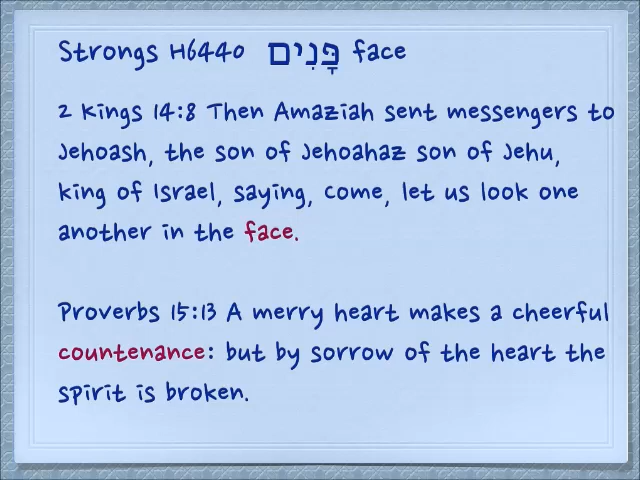 Strongs H6440 פָּנִים face
2 Kings 14:8 Then Amaziah sent messengers to
Jehoash, the son of Jehoahaz son of Jehu,
king of Israel, saying, come, let us look one
another in the face.
Proverbs 15:13 A merry heart makes a cheerful
countenance: but by sorrow of the heart the
spirit is broken.